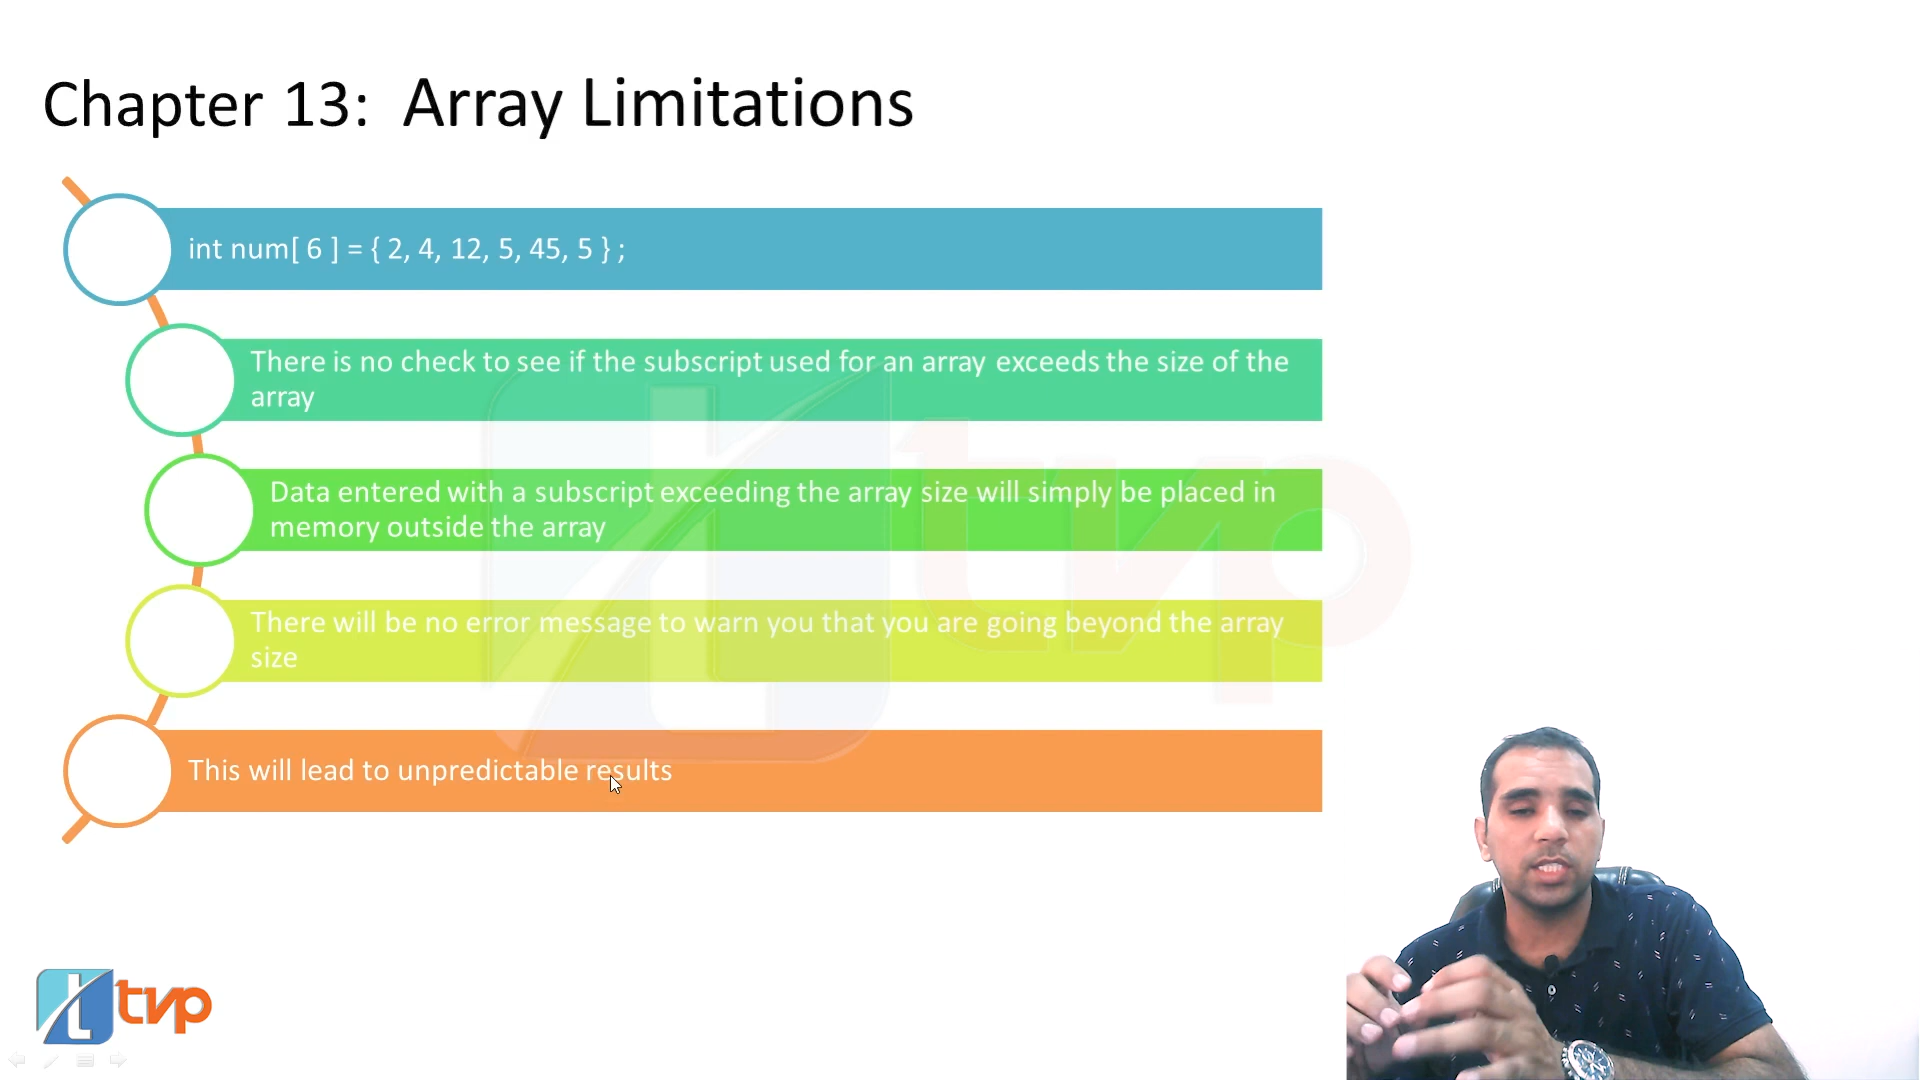 Chapter 13: Array Limitations
int num[ 6 ] = { 2, 4, 12, 5, 45, 5 } ;
There is no check to see if the subscript used for an array exceeds the size of the
array
Data entered with a subscript exceeding the array size will simply be placed in
memory outside the array
There will be no error message to warn you that you are going beyond the array
size
This will lead to unpredictable results
tvp
t tvp